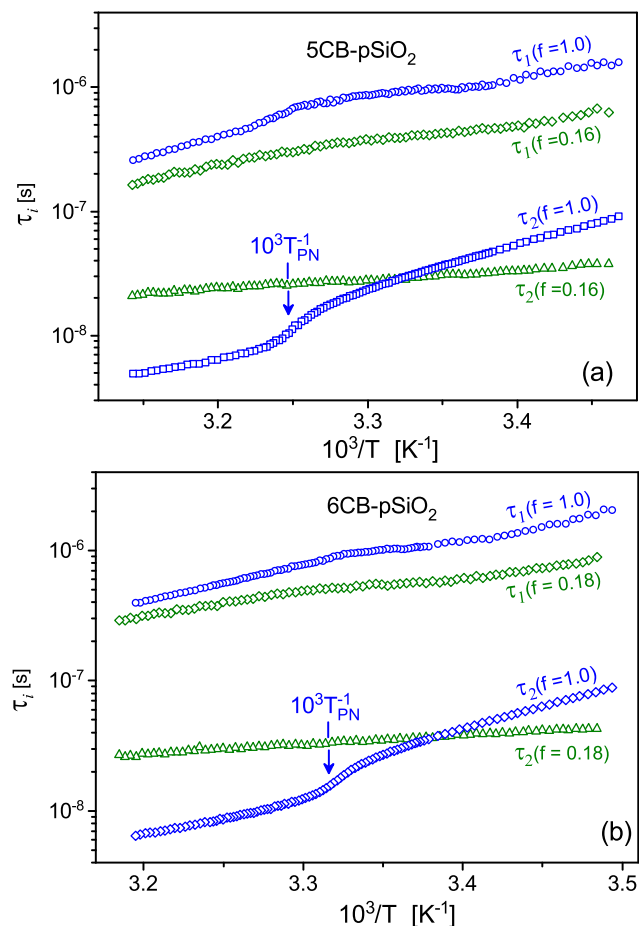 5CB-pSiO₂
τ₁(f = 1.0)
10⁻⁶
τ₁(f = 0.16)
τᵢ [s]
10⁻⁷
τ₂(f = 1.0)
10³T⁻¹PN
τ₂(f = 0.16)
10⁻⁸
(a)
3.2 3.3 3.4
10³/T [K⁻¹]
6CB-pSiO₂
τ₁(f = 1.0)
10⁻⁶
τ₁(f = 0.18)
τᵢ [s]
10⁻⁷
τ₂(f = 1.0)
10³T⁻¹PN
τ₂(f = 0.18)
10⁻⁸
(b)
3.2 3.3 3.4 3.5
10³/T [K⁻¹]